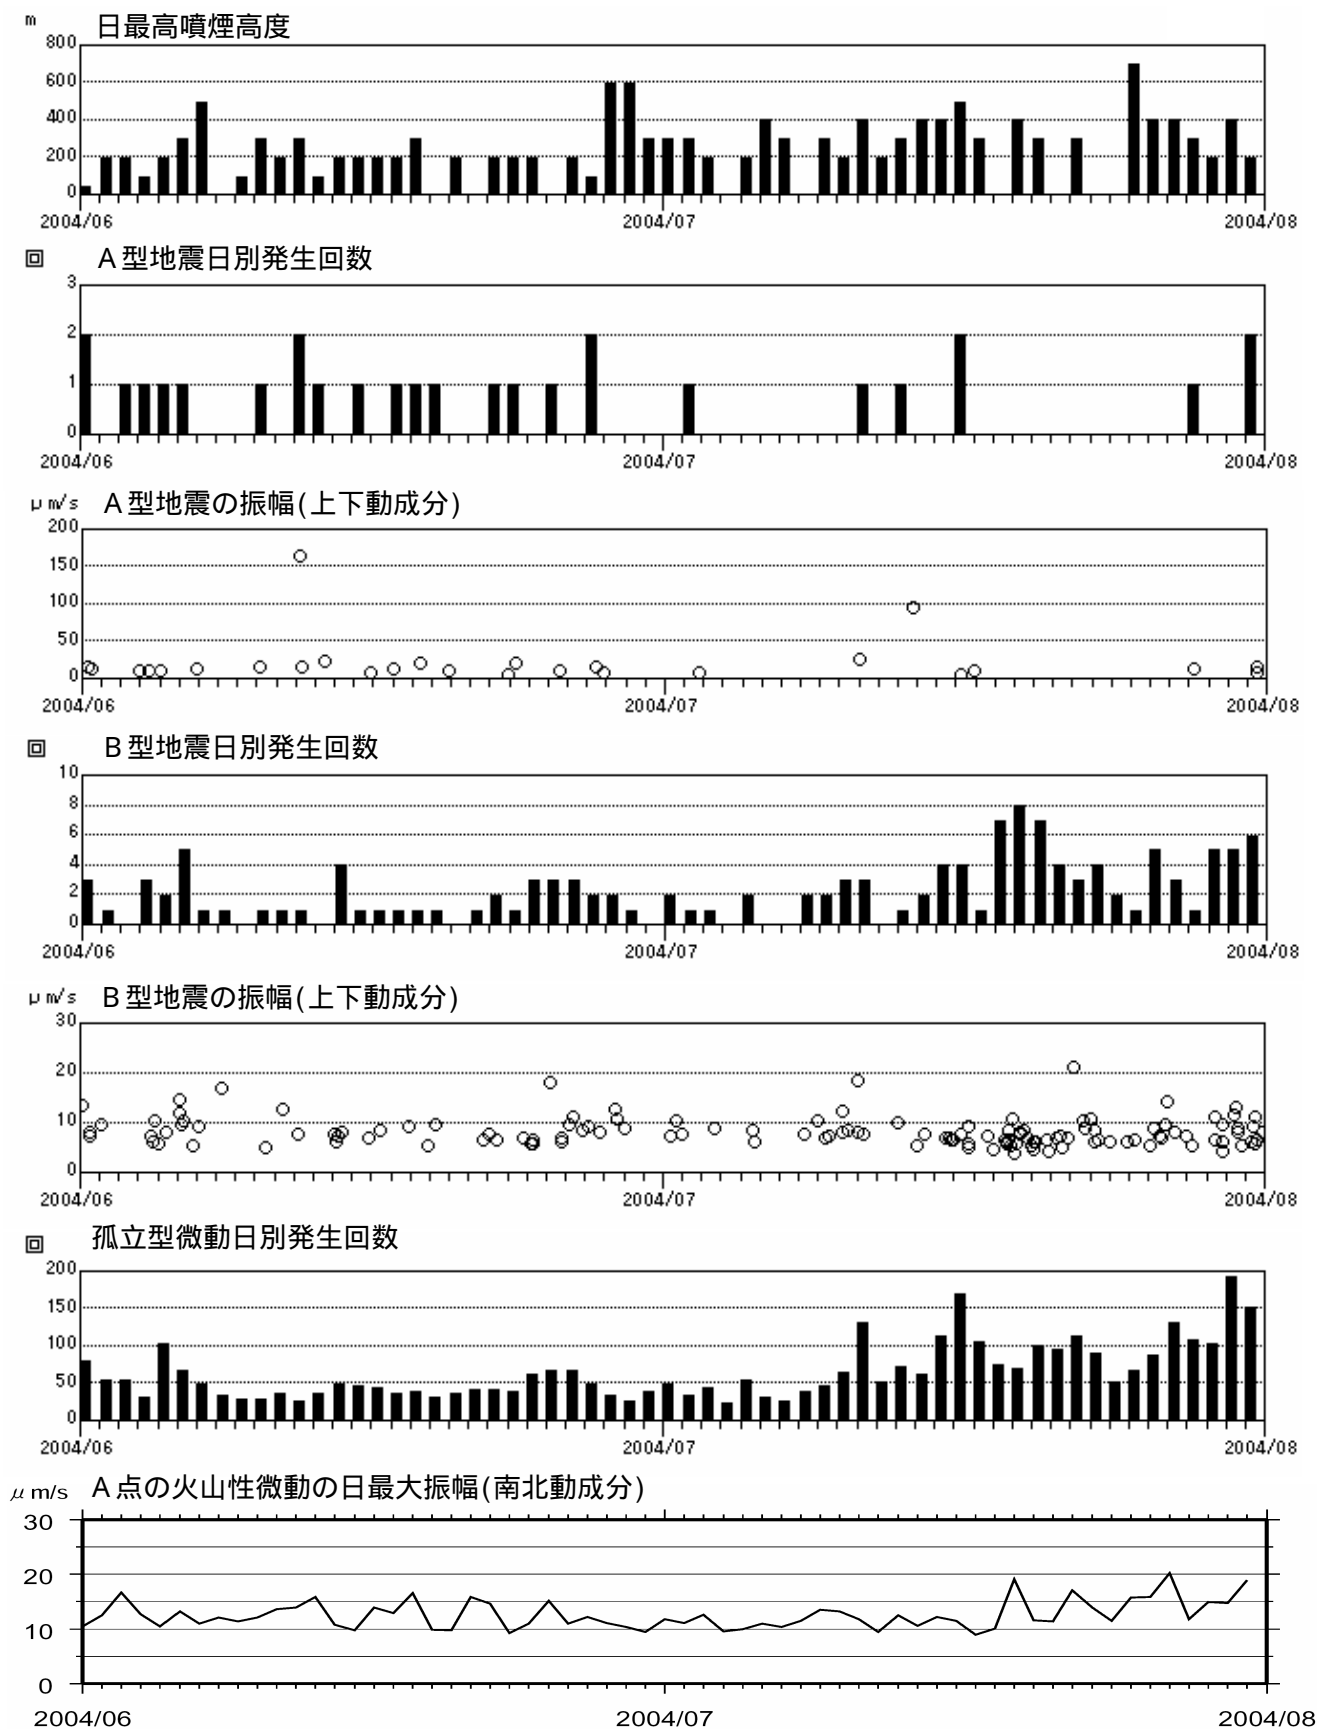 m 日最高噴煙高度
800
600
400
200
0
2004/06 2004/07 2004/08
回 A型地震日別発生回数
3
2
1
0
2004/06 2004/07 2004/08
μm/s A型地震の振幅(上下動成分)
200
150
100
50
0
2004/06 2004/07 2004/08
回 B型地震日別発生回数
10
8
6
4
2
0
2004/06 2004/07 2004/08
μm/s B型地震の振幅(上下動成分)
30
20
10
0
2004/06 2004/07 2004/08
回 孤立型微動日別発生回数
200
150
100
50
0
2004/06 2004/07 2004/08
μm/s A点の火山性微動の日最大振幅(南北動成分)
30
20
10
0
2004/06 2004/07 2004/08